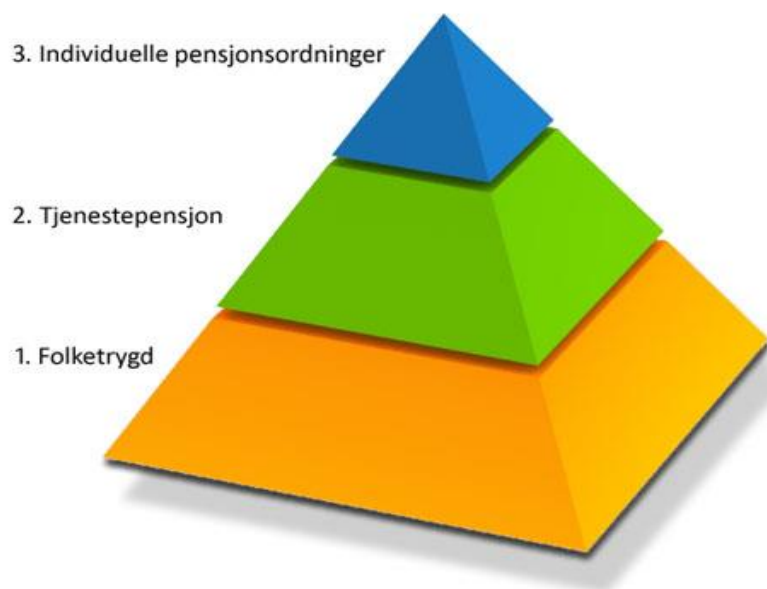 3. Individuelle pensjonsordninger
2. Tjenestepensjon
1. Folketrygd